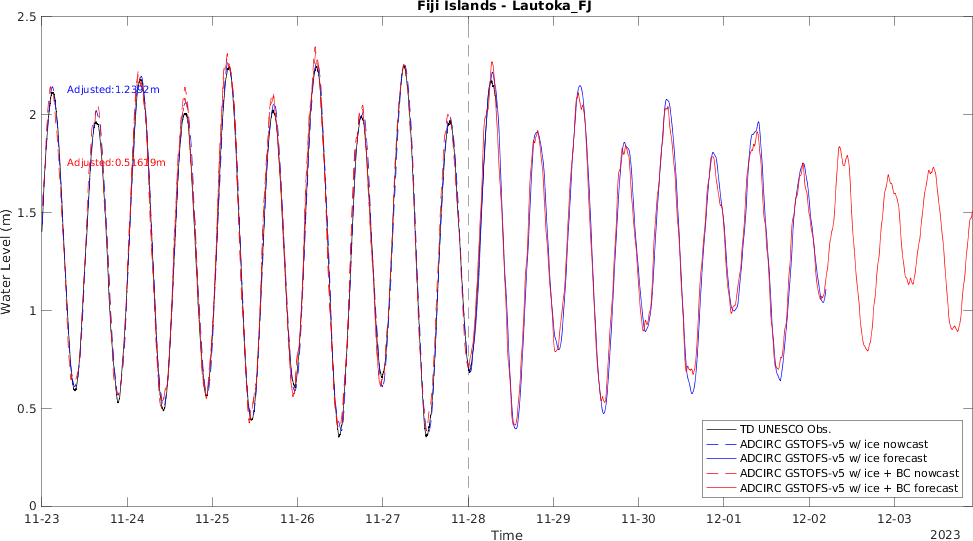 Fiji Islands - Lautoka_FJ
2.5
Adjusted:1.2392m
2
Adjusted:0.51619m
1.5
Water Level (m)
1
0.5
TD UNESCO Obs.
ADCIRC GSTOFS-v5 w/ ice nowcast
ADCIRC GSTOFS-v5 w/ ice forecast
ADCIRC GSTOFS-v5 w/ ice + BC nowcast
ADCIRC GSTOFS-v5 w/ ice + BC forecast
0
11-23 11-24 11-25 11-26 11-27 11-28 11-29 11-30 12-01 12-02 12-03
Time
2023